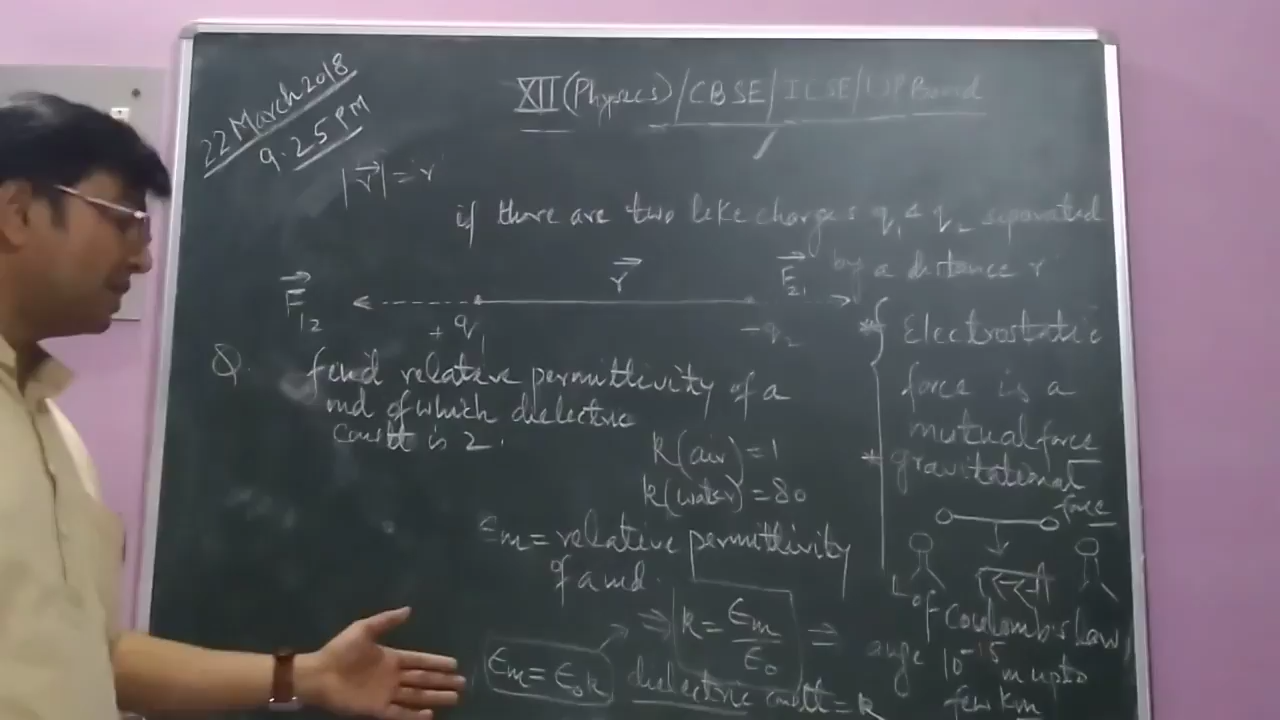 22 March 2018
9.25 PM
XII (Physics) / CBSE / ICSE / UP Board
|r⃗| = r
if there are two like charges q₁ & q₂ separated
by a distance r
F⃗₁₂
r⃗
F⃗₂₁
+q₁
-q₂
Q. find relative permittivity of a
md of which dielectric
constt is 2.
k(air) = 1
k(water) = 80
ϵm = relative permittivity
of a md.
⇒ k = ϵm/ϵ₀ ⇒
ϵm = ϵ₀k
dielectric constt = k
* Electrostatic
force is a
mutual force
* gravitational
force
of Coulomb's Law,
10⁻¹⁵ m upto
few km